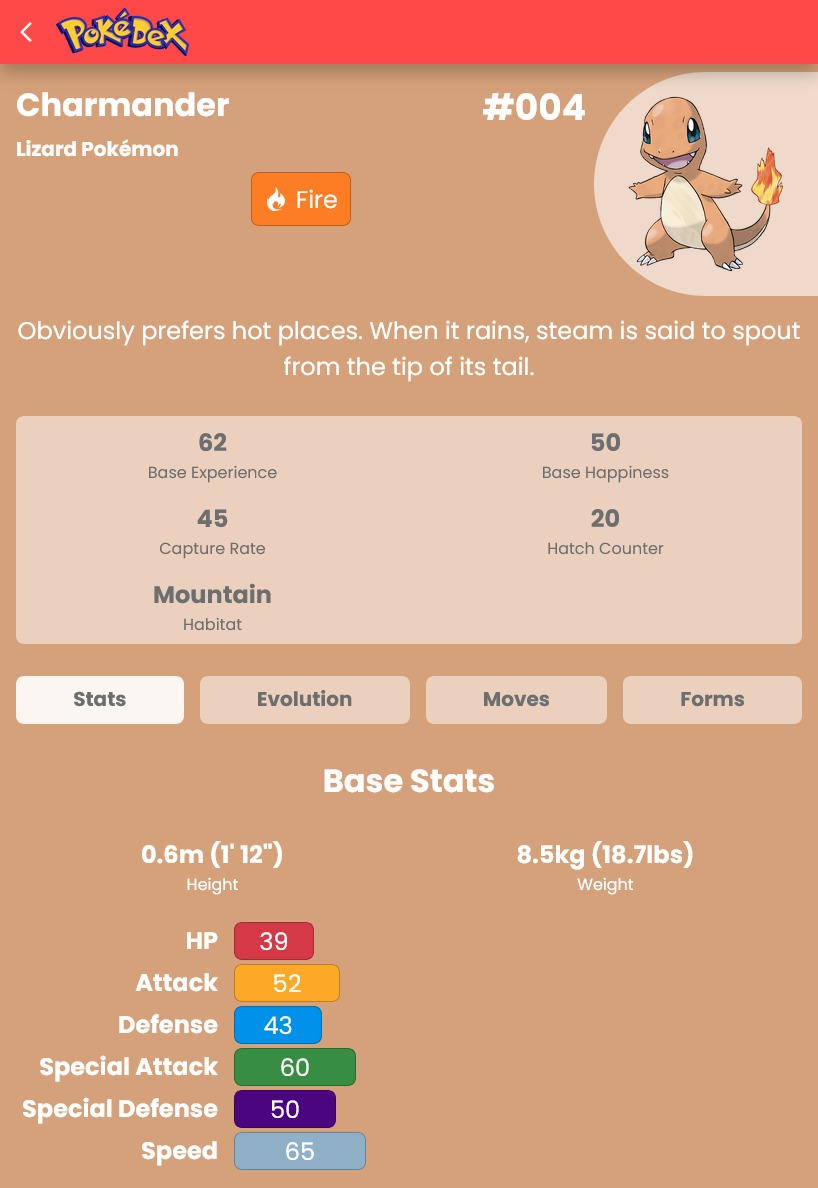 PokéDex
Charmander
#004
Lizard Pokémon
Fire
Obviously prefers hot places. When it rains, steam is said to spout
from the tip of its tail.
62
50
Base Experience
Base Happiness
45
20
Capture Rate
Hatch Counter
Mountain
Habitat
Stats
Evolution
Moves
Forms
Base Stats
0.6m (1' 12")
8.5kg (18.7lbs)
Height
Weight
HP 39
Attack 52
Defense 43
Special Attack 60
Special Defense 50
Speed 65